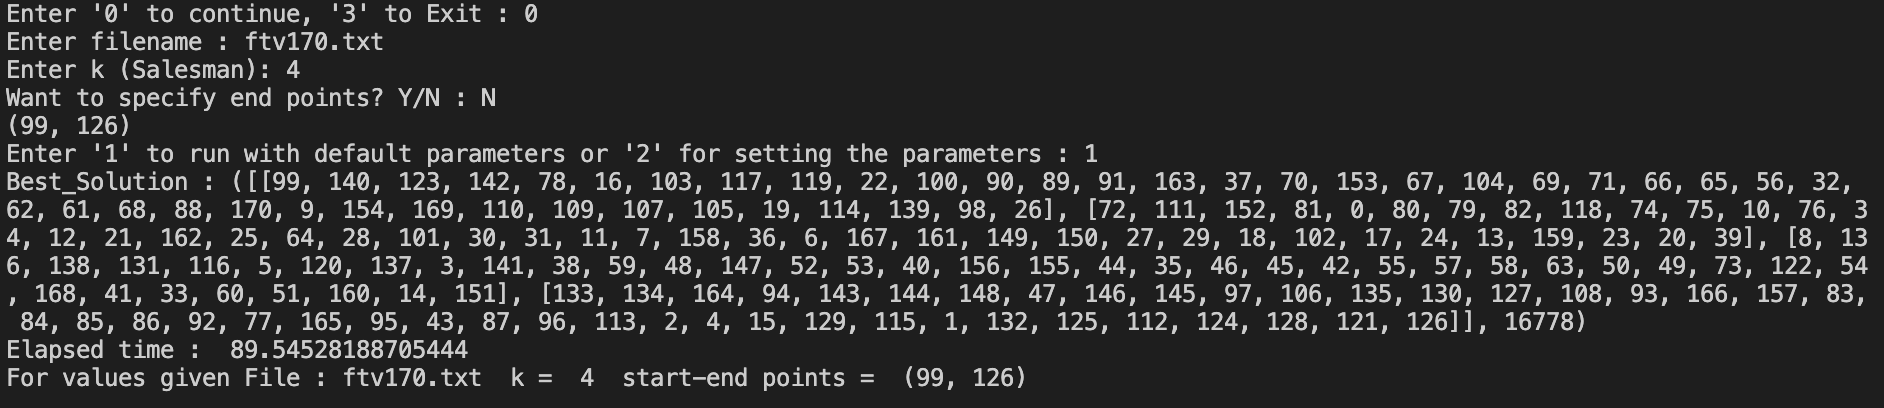 Enter '0' to continue, '3' to Exit : 0
Enter filename : ftv170.txt
Enter k (Salesman): 4
Want to specify end points? Y/N : N
(99, 126)
Enter '1' to run with default parameters or '2' for setting the parameters : 1
Best_Solution : ([[99, 140, 123, 142, 78, 16, 103, 117, 119, 22, 100, 90, 89, 91, 163, 37, 70, 153, 67, 104, 69, 71, 66, 65, 56, 32,
62, 61, 68, 88, 170, 9, 154, 169, 110, 109, 107, 105, 19, 114, 139, 98, 26], [72, 111, 152, 81, 0, 80, 79, 82, 118, 74, 75, 10, 76, 3
4, 12, 21, 162, 25, 64, 28, 101, 30, 31, 11, 7, 158, 36, 6, 167, 161, 149, 150, 27, 29, 18, 102, 17, 24, 13, 159, 23, 20, 39], [8, 13
6, 138, 131, 116, 5, 120, 137, 3, 141, 38, 59, 48, 147, 52, 53, 40, 156, 155, 44, 35, 46, 45, 42, 55, 57, 58, 63, 50, 49, 73, 122, 54
, 168, 41, 33, 60, 51, 160, 14, 151], [133, 134, 164, 94, 143, 144, 148, 47, 146, 145, 97, 106, 135, 130, 127, 108, 93, 166, 157, 83,
 84, 85, 86, 92, 77, 165, 95, 43, 87, 96, 113, 2, 4, 15, 129, 115, 1, 132, 125, 112, 124, 128, 121, 126]], 16778)
Elapsed time :  89.54528188705444
For values given File : ftv170.txt  k =  4  start-end points =  (99, 126)